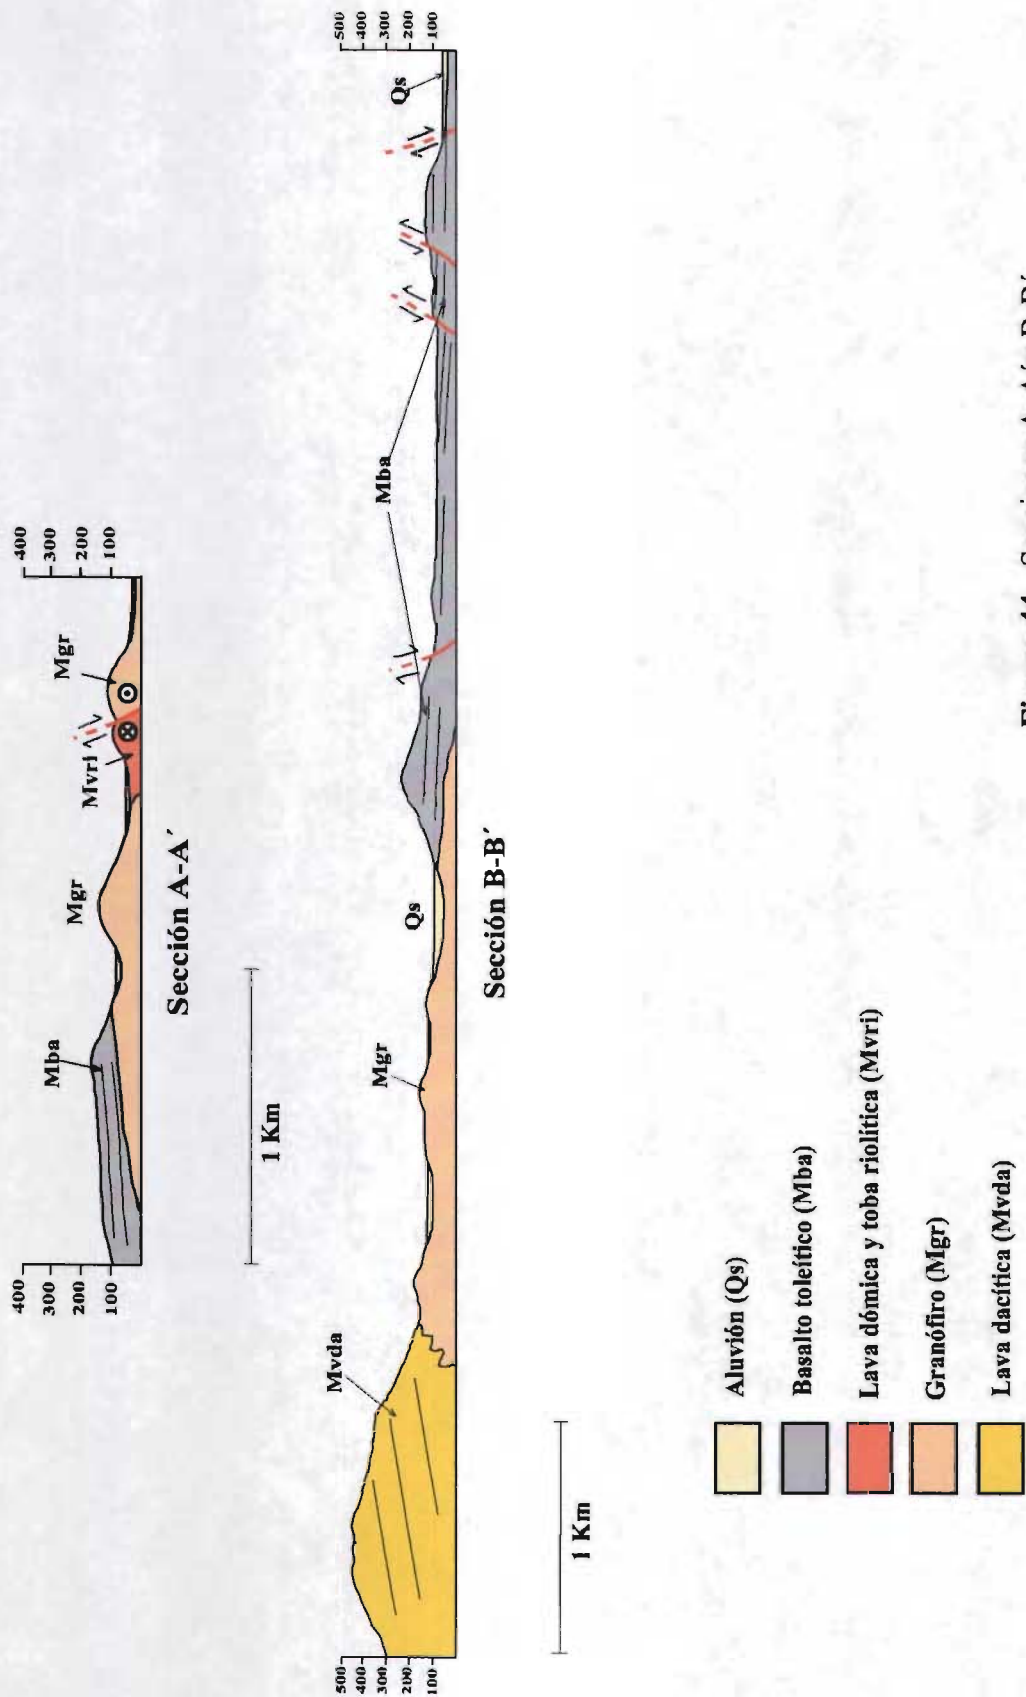 400
300
200
100
Mba
Mgr
Mvri
Mgr
400
300
200
100
Sección A-A´
1 Km
500
400
300
200
100
Mvda
Mgr
Qs
Mba
Qs
500
400
300
200
100
Sección B-B´
1 Km
Aluvión (Qs)
Basalto toleítico (Mba)
Lava dómica y toba riolítica (Mvri)
Granófiro (Mgr)
Lava dacítica (Mvda)